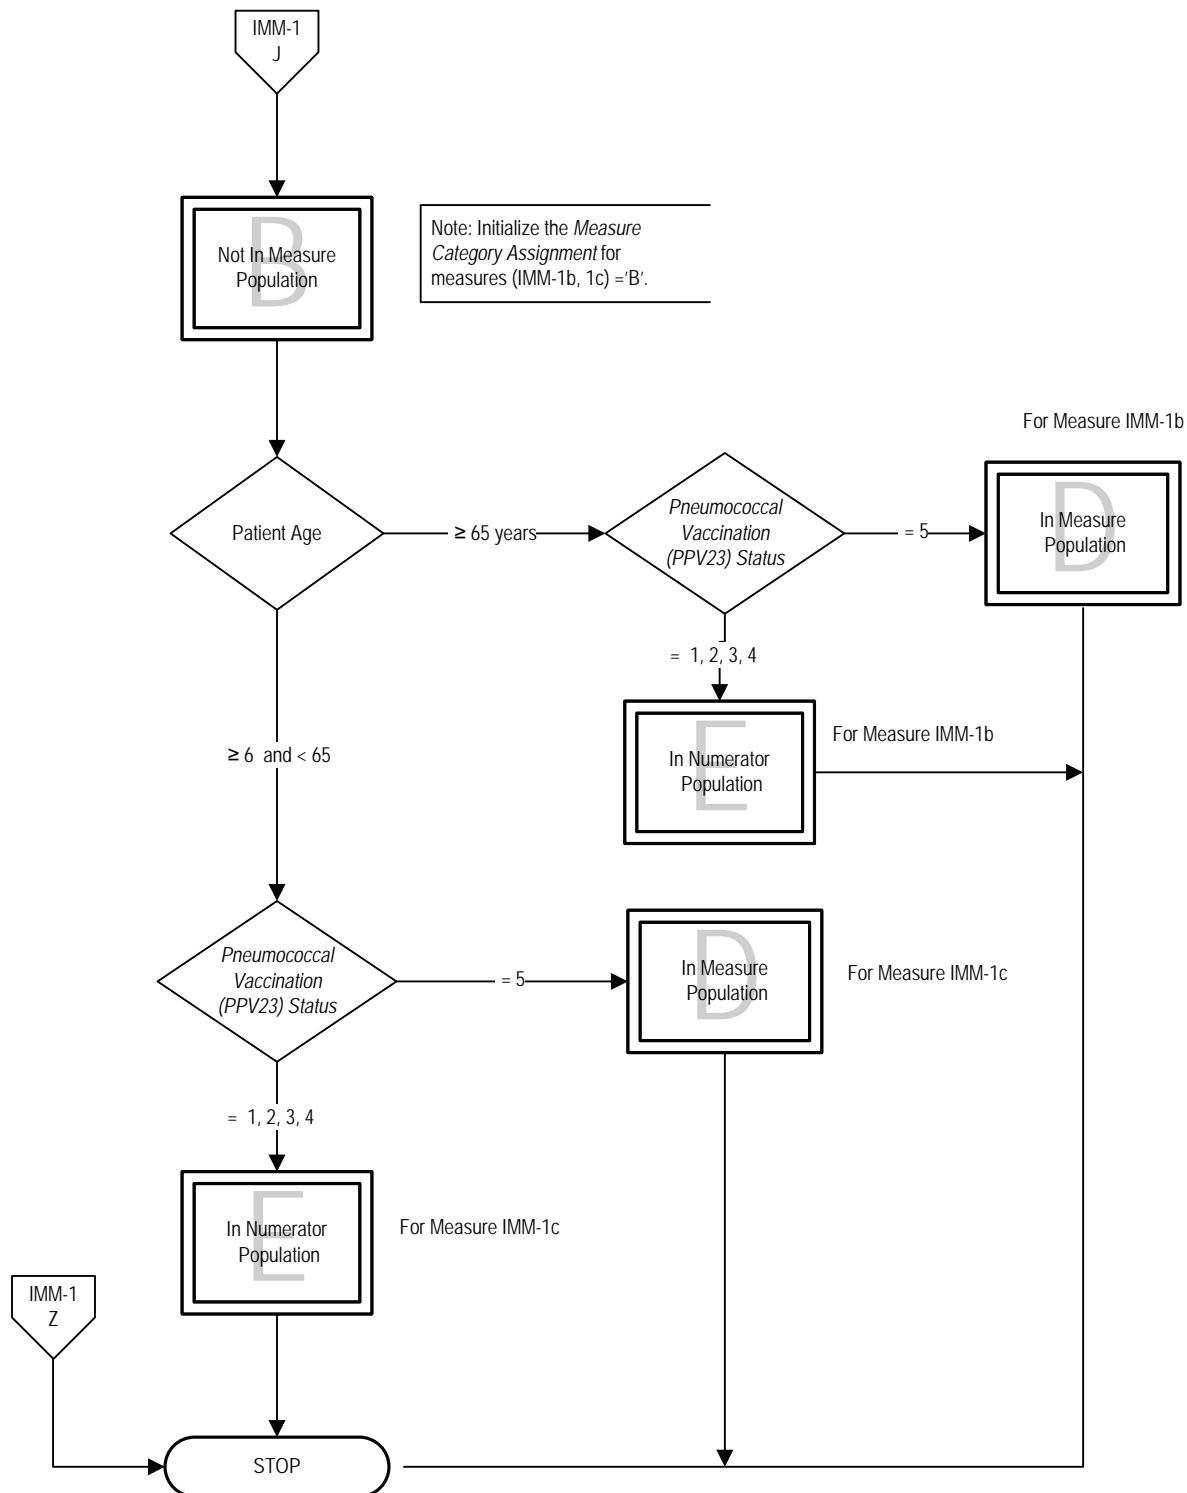 IMM-1
J
B
Not In Measure
Population
Note: Initialize the Measure
Category Assignment for
measures (IMM-1b, 1c) ='B'.
For Measure IMM-1b
Patient Age
≥ 65 years
Pneumococcal
Vaccination
(PPV23) Status
= 5
D
In Measure
Population
= 1, 2, 3, 4
≥ 6 and < 65
E
In Numerator
Population
For Measure IMM-1b
Pneumococcal
Vaccination
(PPV23) Status
= 5
D
In Measure
Population
For Measure IMM-1c
= 1, 2, 3, 4
E
In Numerator
Population
For Measure IMM-1c
IMM-1
Z
STOP